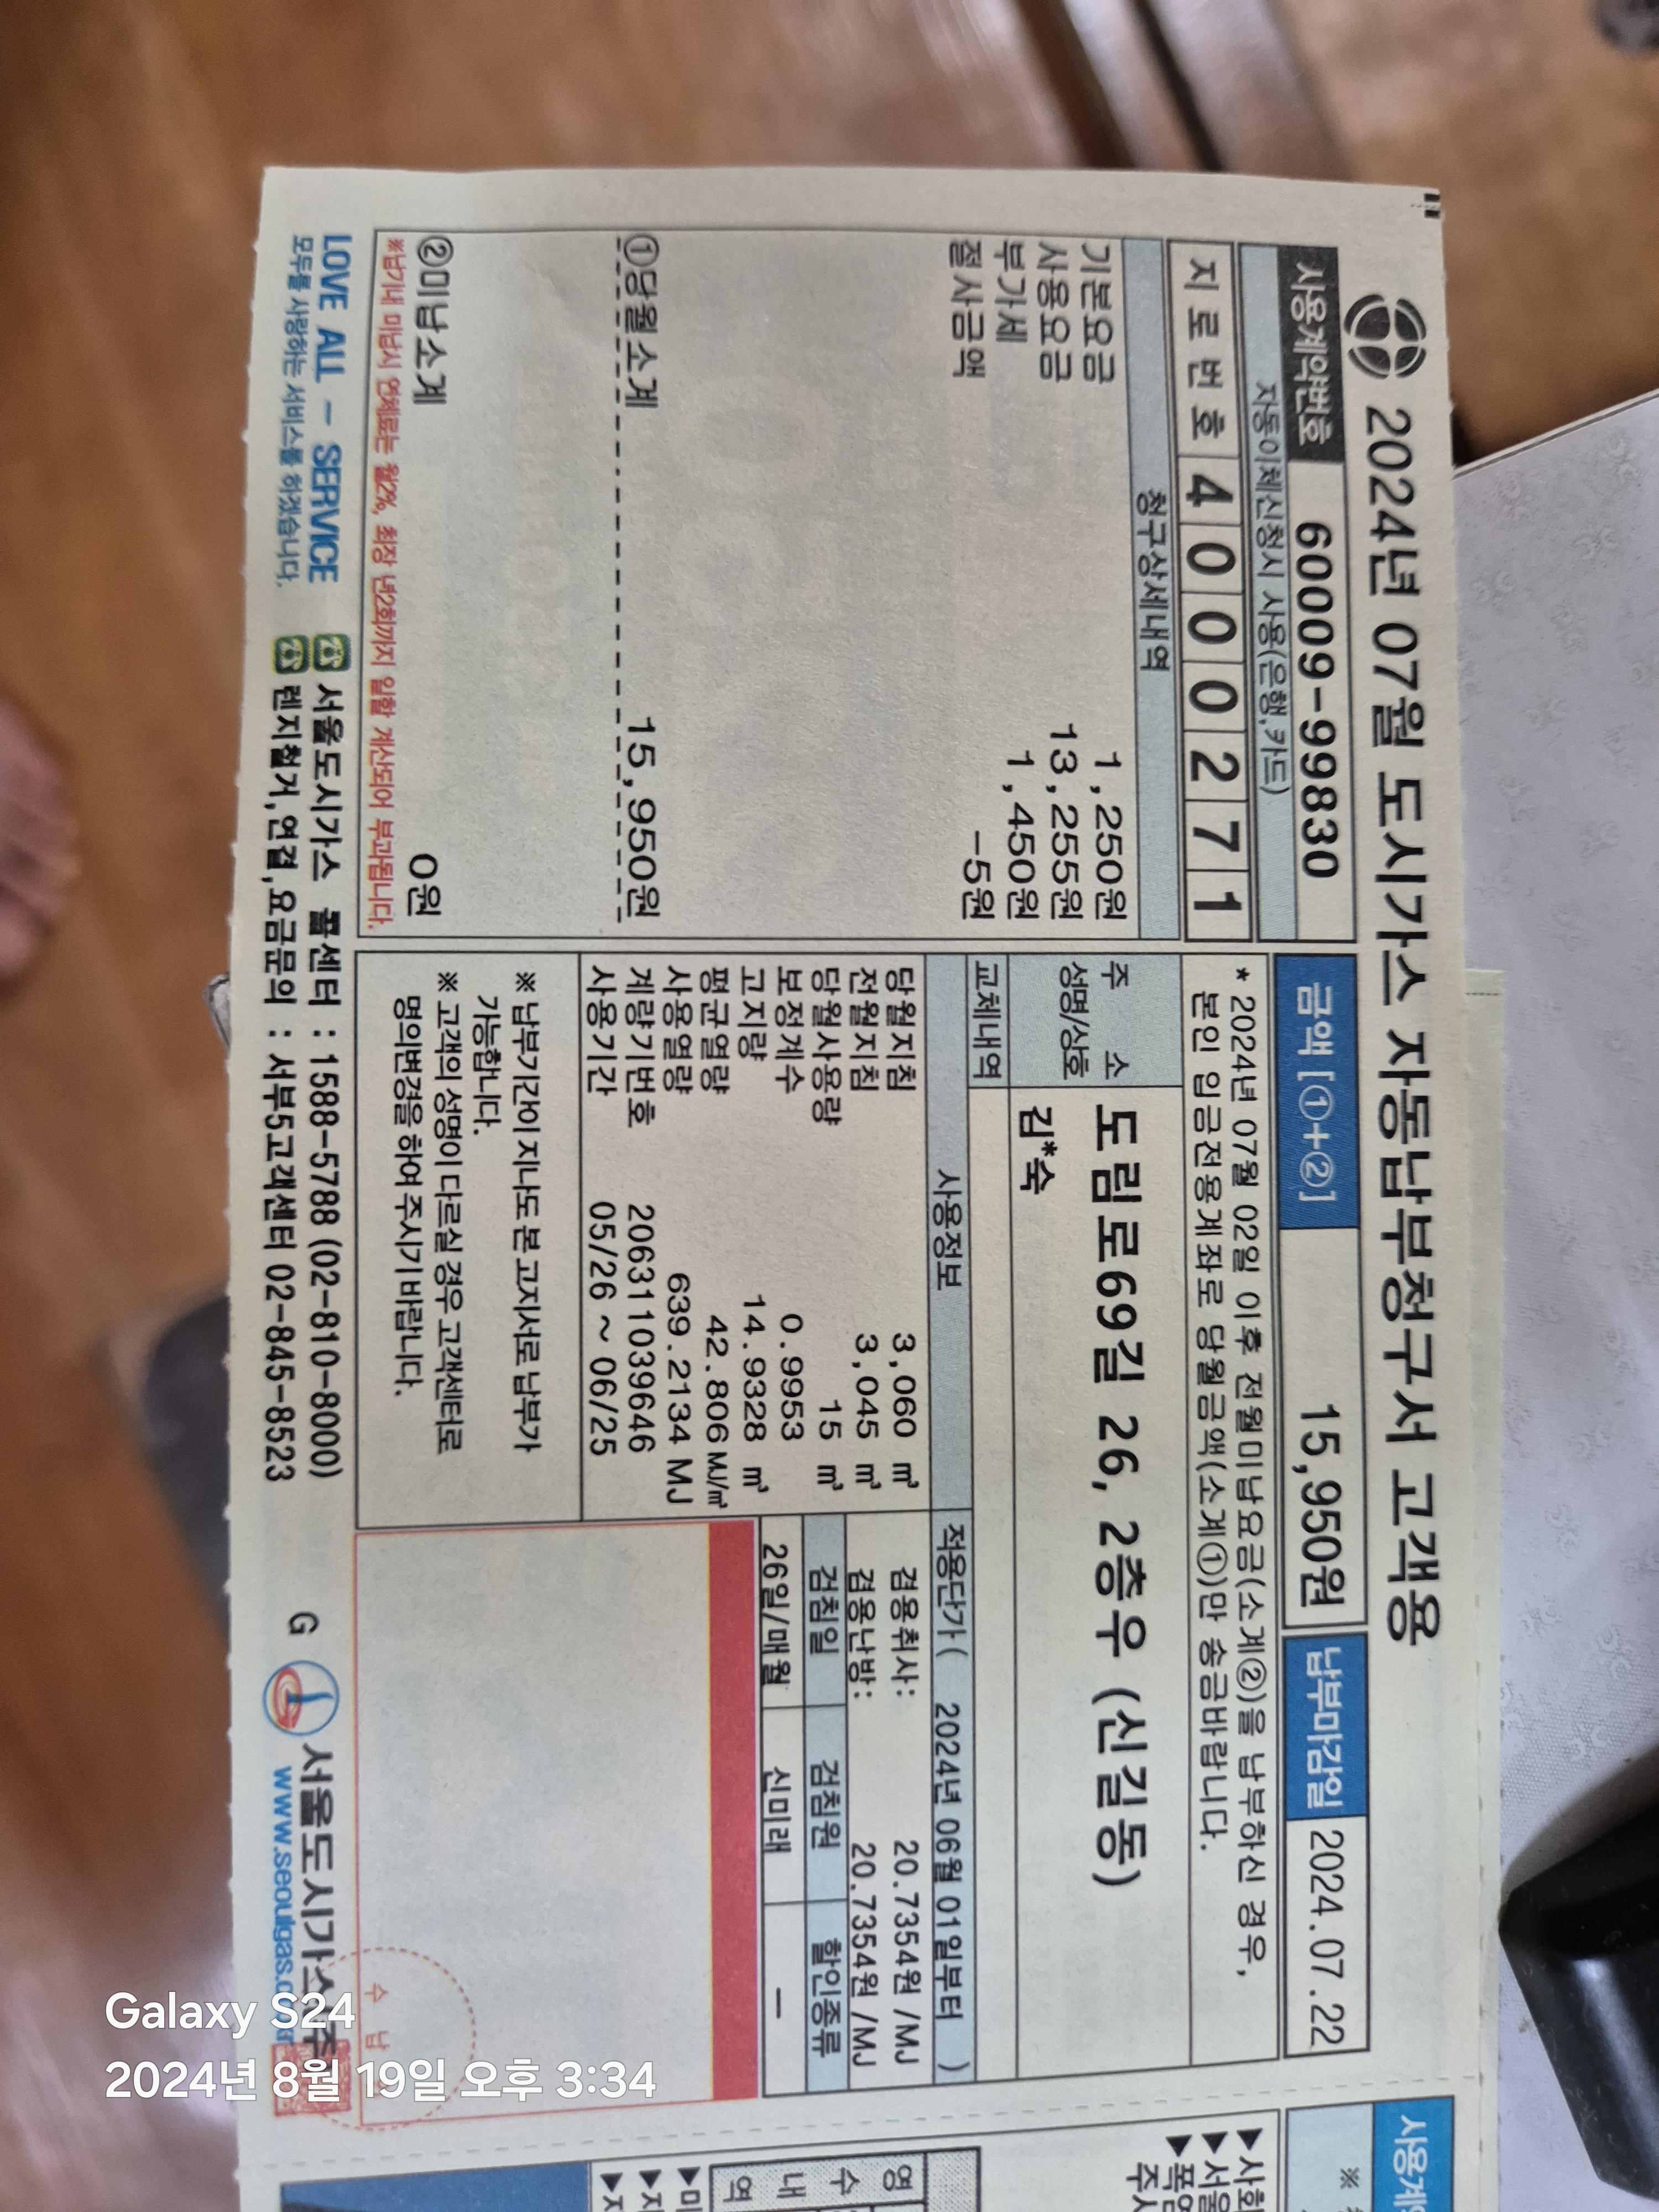 2024년 07월 도시가스 자동납부청구서 고객용
사용계약번호 60009-99830
자동이체신청시 사용(은행,카드)
지로번호 4000271
청구상세내역
기본요금 1,250원
사용요금 13,255원
부가세 1,450원
절사금액 -5원
①당월소계 15,950원
②미납소계 0원
※납기내 미납시 연체료는 월2%, 최장 년2회까지 일할 계산되어 부과됩니다.
금액 [①+②] 15,950원 납부마감일 2024.07.22
* 2024년 07월 02일 이후 전월미납요금(소계②)을 납부하신 경우,
본인 입금전용계좌로 당월금액(소계①)만 송금바랍니다.
주 소 도림로69길 26, 2층우 (신길동)
성명/상호 김*숙
교체내역
사용정보
당월지침 3,060 ㎥
전월지침 3,045 ㎥
당월사용량 15 ㎥
보정계수 0.9953
고지량 14.9328 ㎥
평균열량 42.806 MJ/㎥
사용열량 639.2134 MJ
계량기번호 2063111039646
사용기간 05/26 ~ 06/25
※ 납부기간이 지나도 본 고지서로 납부가
가능합니다.
※ 고객의 성명이 다르실 경우 고객센터로
명의변경을 하여 주시기 바랍니다.
적용단가( 2024년 06월 01일부터 )
겸용취사: 20.7354원 /MJ
겸용난방: 20.7354원 /MJ
검침일 검침원 할인종류
26일/매월 신미래 —
수 납
LOVE ALL - SERVICE
모두를 사랑하는 서비스를 하겠습니다.
서울도시가스 콜센터 : 1588-5788 (02-810-8000)
렌지철거,연결,요금문의 : 서부5고객센터 02-845-8523
G 서울도시가스(주)
www.seoulgas.co.kr
영
수
내
역
Galaxy S24
2024년 8월 19일 오후 3:34